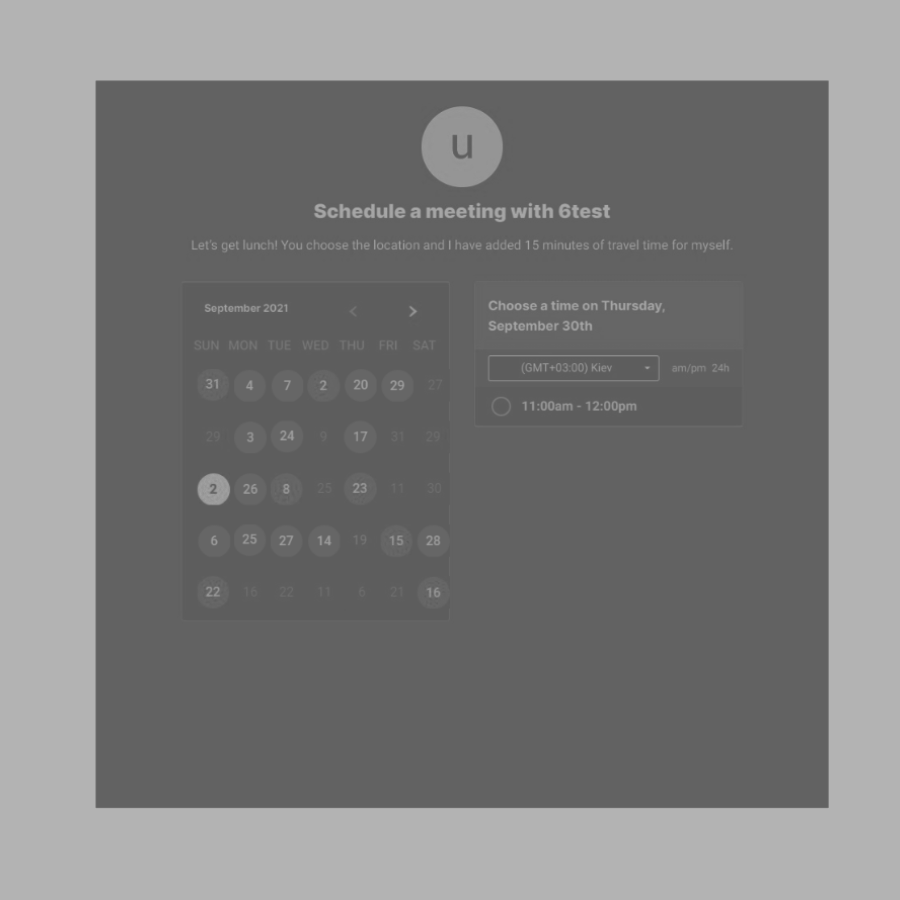 u
Schedule a meeting with 6test
Let's get lunch! You choose the location and I have added 15 minutes of travel time for myself.
September 2021 < >
SUN MON TUE WED THU FRI SAT
31 4 7 2 20 29 27
29 3 24 9 17 31 29
2 26 8 25 23 11 30
6 25 27 14 19 15 28
22 16 22 11 6 21 16
Choose a time on Thursday,
September 30th
(GMT+03:00) Kiev am/pm 24h
11:00am - 12:00pm